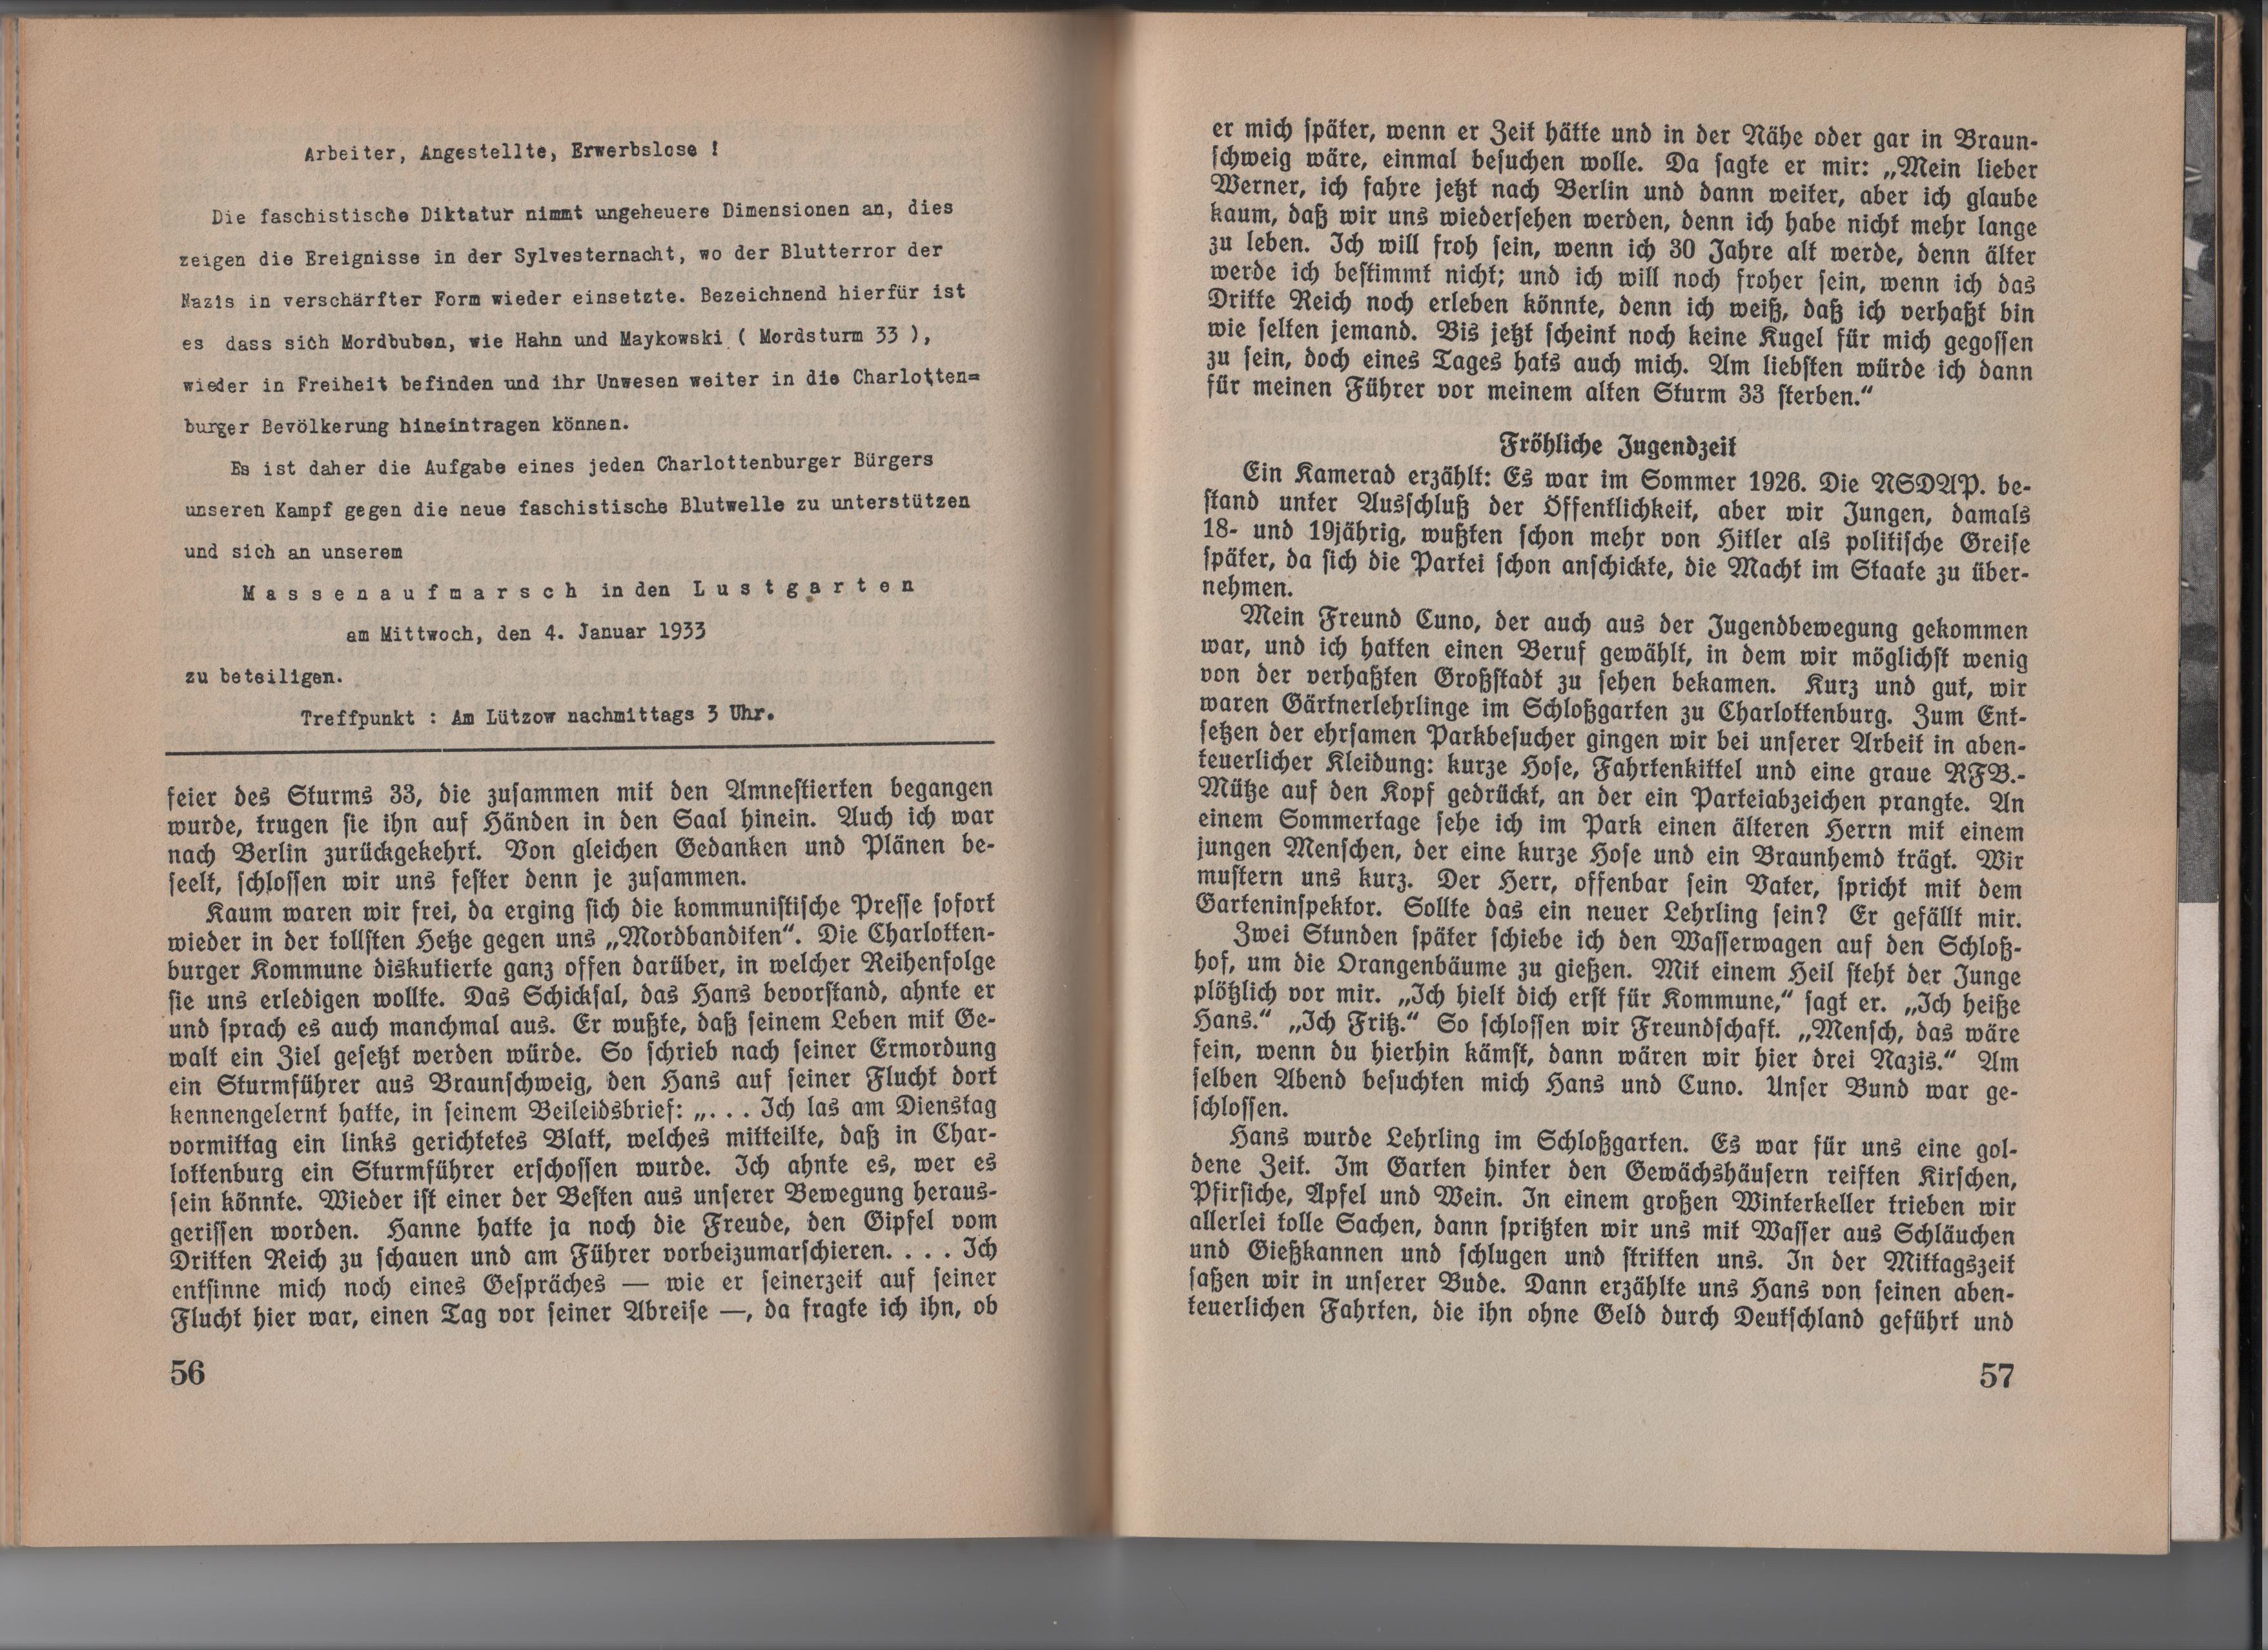 Arbeiter, Angestellte, Erwerbslose !
Die faschistische Diktatur nimmt ungeheuere Dimensionen an, dies
zeigen die Ereignisse in der Sylvesternacht, wo der Blutterror der
Nazis in verschärfter Form wieder einsetzte. Bezeichnend hierfür ist
es dass sich Mordbuben, wie Hahn und Maykowski ( Mordsturm 33 ),
wieder in Freiheit befinden und ihr Unwesen weiter in die Charlotten=
burger Bevölkerung hineintragen können.
Es ist daher die Aufgabe eines jeden Charlottenburger Bürgers
unseren Kampf gegen die neue faschistische Blutwelle zu unterstützen
und sich an unserem
M a s s e n a u f m a r s c h in den L u s t g a r t e n
am Mittwoch, den 4. Januar 1933
zu beteiligen.
Treffpunkt : Am Lützow nachmittags 3 Uhr.
feier des Sturms 33, die zusammen mit den Amnestierten begangen
wurde, trugen sie ihn auf Händen in den Saal hinein. Auch ich war
nach Berlin zurückgekehrt. Von gleichen Gedanken und Plänen be-
seelt, schlossen wir uns fester denn je zusammen.
Kaum waren wir frei, da erging sich die kommunistische Presse sofort
wieder in der tollsten Hetze gegen uns „Mordbanditen“. Die Charlotten-
burger Kommune diskutierte ganz offen darüber, in welcher Reihenfolge
sie uns erledigen wollte. Das Schicksal, das Hans bevorstand, ahnte er
und sprach es auch manchmal aus. Er wußte, daß seinem Leben mit Ge-
walt ein Ziel gesetzt werden würde. So schrieb nach seiner Ermordung
ein Sturmführer aus Braunschweig, den Hans auf seiner Flucht dort
kennengelernt hatte, in seinem Beileidsbrief: „. . . Ich las am Dienstag
vormittag ein links gerichtetes Blatt, welches mitteilte, daß in Char-
lottenburg ein Sturmführer erschossen wurde. Ich ahnte es, wer es
sein könnte. Wieder ist einer der Besten aus unserer Bewegung heraus-
gerissen worden. Hanne hatte ja noch die Freude, den Gipfel vom
Dritten Reich zu schauen und am Führer vorbeizumarschieren. . . . Ich
entsinne mich noch eines Gespräches — wie er seinerzeit auf seiner
Flucht hier war, einen Tag vor seiner Abreise —, da fragte ich ihn, ob
56
er mich später, wenn er Zeit hätte und in der Nähe oder gar in Braun-
schweig wäre, einmal besuchen wolle. Da sagte er mir: „Mein lieber
Werner, ich fahre jetzt nach Berlin und dann weiter, aber ich glaube
kaum, daß wir uns wiedersehen werden, denn ich habe nicht mehr lange
zu leben. Ich will froh sein, wenn ich 30 Jahre alt werde, denn älter
werde ich bestimmt nicht; und ich will noch froher sein, wenn ich das
Dritte Reich noch erleben könnte, denn ich weiß, daß ich verhaßt bin
wie selten jemand. Bis jetzt scheint noch keine Kugel für mich gegossen
zu sein, doch eines Tages hats auch mich. Am liebsten würde ich dann
für meinen Führer vor meinem alten Sturm 33 sterben.“
Fröhliche Jugendzeit
Ein Kamerad erzählt: Es war im Sommer 1926. Die NSDAP. be-
stand unter Ausschluß der Öffentlichkeit, aber wir Jungen, damals
18- und 19jährig, wußten schon mehr von Hitler als politische Greise
später, da sich die Partei schon anschickte, die Macht im Staate zu über-
nehmen.
Mein Freund Cuno, der auch aus der Jugendbewegung gekommen
war, und ich hatten einen Beruf gewählt, in dem wir möglichst wenig
von der verhaßten Großstadt zu sehen bekamen. Kurz und gut, wir
waren Gärtnerlehrlinge im Schloßgarten zu Charlottenburg. Zum Ent-
setzen der ehrsamen Parkbesucher gingen wir bei unserer Arbeit in aben-
teuerlicher Kleidung: kurze Hose, Fahrtenkittel und eine graue RFB.-
Mütze auf den Kopf gedrückt, an der ein Parteiabzeichen prangte. An
einem Sommertage sehe ich im Park einen älteren Herrn mit einem
jungen Menschen, der eine kurze Hose und ein Braunhemd trägt. Wir
mustern uns kurz. Der Herr, offenbar sein Vater, spricht mit dem
Garteninspektor. Sollte das ein neuer Lehrling sein? Er gefällt mir.
Zwei Stunden später schiebe ich den Wasserwagen auf den Schloß-
hof, um die Orangenbäume zu gießen. Mit einem Heil steht der Junge
plötzlich vor mir. „Ich hielt dich erst für Kommune,“ sagt er. „Ich heiße
Hans.“ „Ich Fritz.“ So schlossen wir Freundschaft. „Mensch, das wäre
fein, wenn du hierhin kämst, dann wären wir hier drei Nazis.“ Am
selben Abend besuchten mich Hans und Cuno. Unser Bund war ge-
schlossen.
Hans wurde Lehrling im Schloßgarten. Es war für uns eine gol-
dene Zeit. Im Garten hinter den Gewächshäusern reiften Kirschen,
Pfirsiche, Äpfel und Wein. In einem großen Winterkeller trieben wir
allerlei tolle Sachen, dann spritzten wir uns mit Wasser aus Schläuchen
und Gießkannen und schlugen und stritten uns. In der Mittagszeit
saßen wir in unserer Bude. Dann erzählte uns Hans von seinen aben-
teuerlichen Fahrten, die ihn ohne Geld durch Deutschland geführt und
57